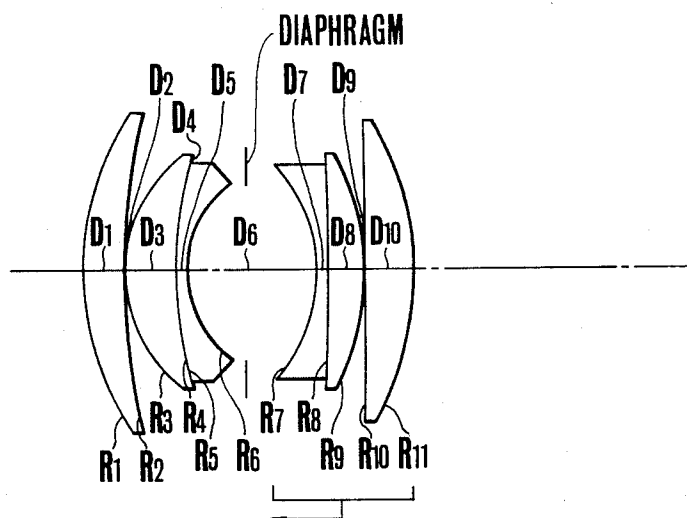 DIAPHRAGM
D2 D5 D7 D9
D4
D1 D3 D6 D8 D10
R3 R4 R7 R8
R1 R2 R5 R6 R9 R10 R11